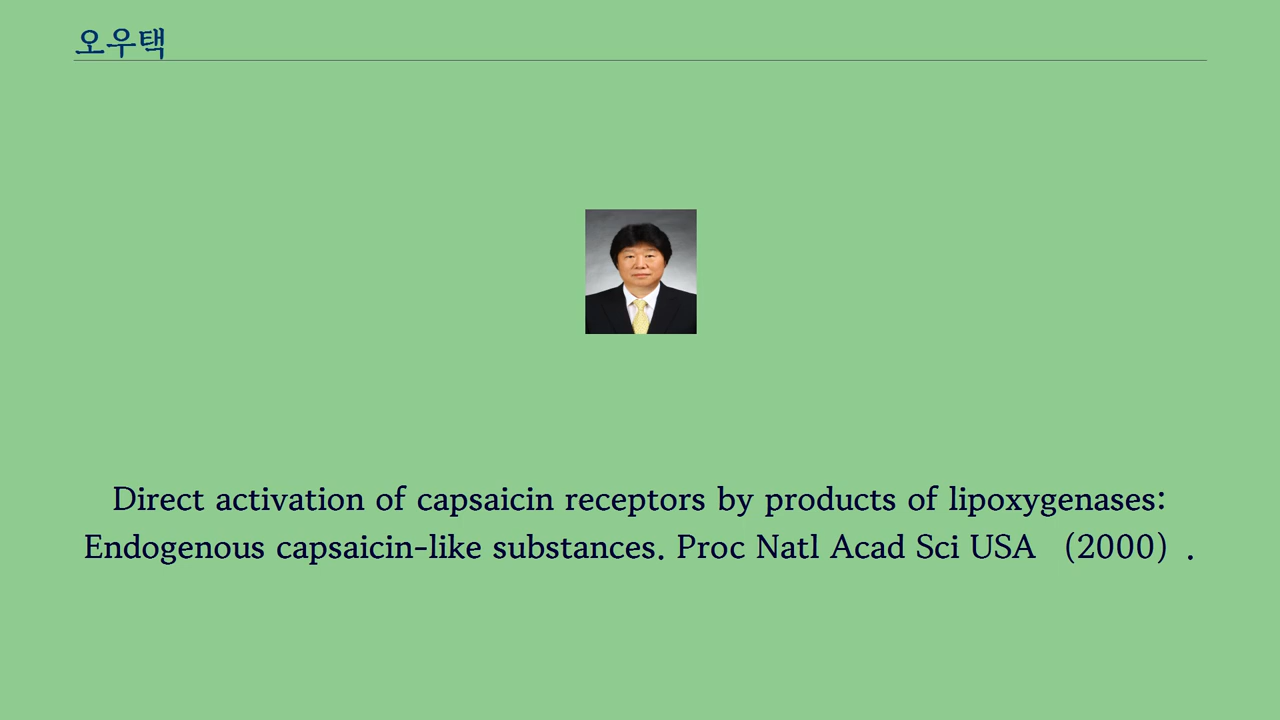 오우택
Direct activation of capsaicin receptors by products of lipoxygenases:
Endogenous capsaicin-like substances. Proc Natl Acad Sci USA (2000) .